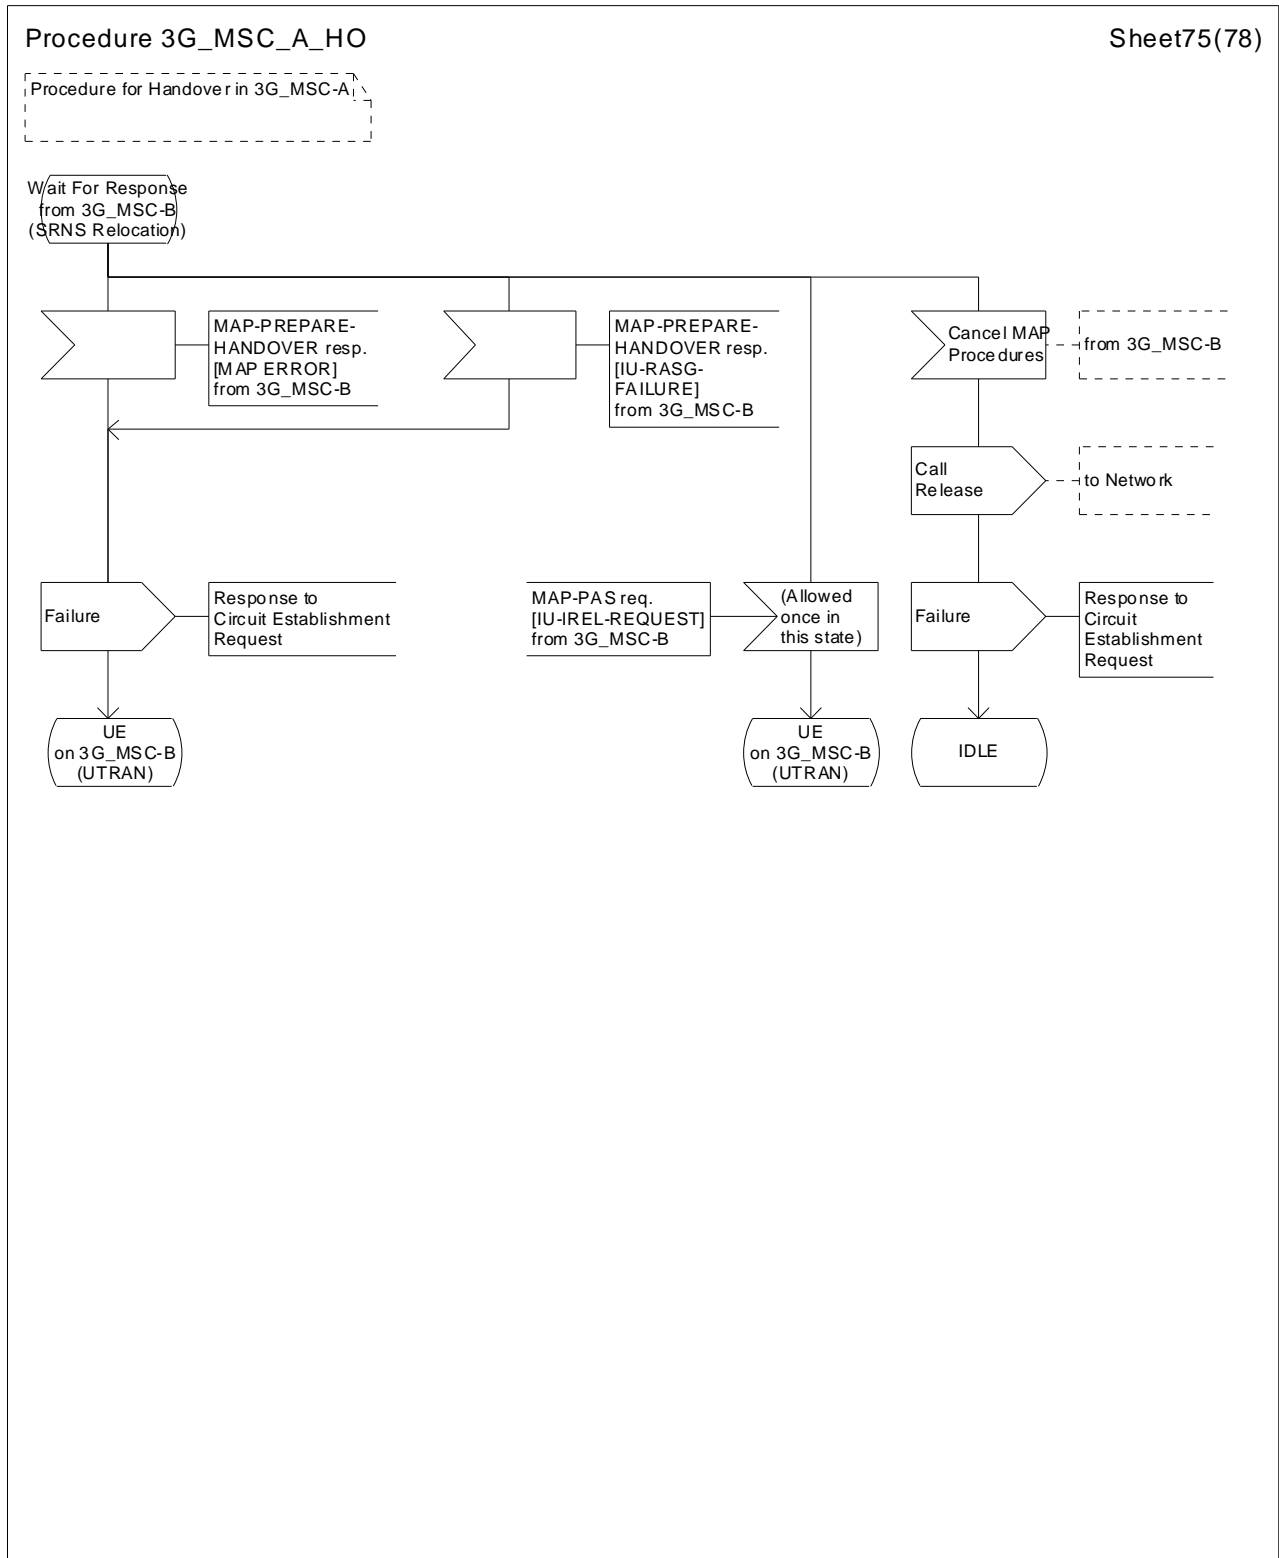 Procedure 3G_MSC_A_HO
Sheet75(78)
Procedure for Handover in 3G_MSC-A
Wait For Response
from 3G_MSC-B
(SRNS Relocation)
MAP-PREPARE-
HANDOVER resp.
[MAP ERROR]
from 3G_MSC-B
MAP-PREPARE-
HANDOVER resp.
[IU-RASG-
FAILURE]
from 3G_MSC-B
Cancel MAP
Procedures
from 3G_MSC-B
Call
Release
to Network
Failure
Response to
Circuit Establishment
Request
MAP-PAS req.
[IU-IREL-REQUEST]
from 3G_MSC-B
(Allowed
once in
this state)
Failure
Response to
Circuit
Establishment
Request
UE
on 3G_MSC-B
(UTRAN)
UE
on 3G_MSC-B
(UTRAN)
IDLE